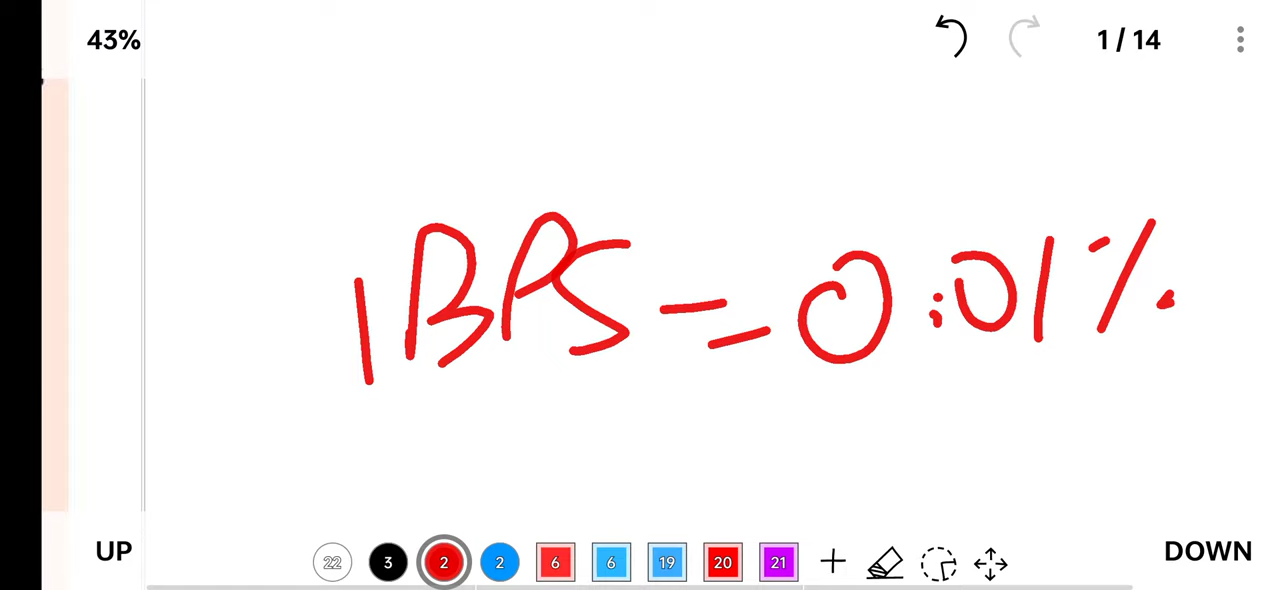 43%
1 / 14
1BPS = 0.01%
UP
22 3 2 2 6 6 19 20 21
DOWN